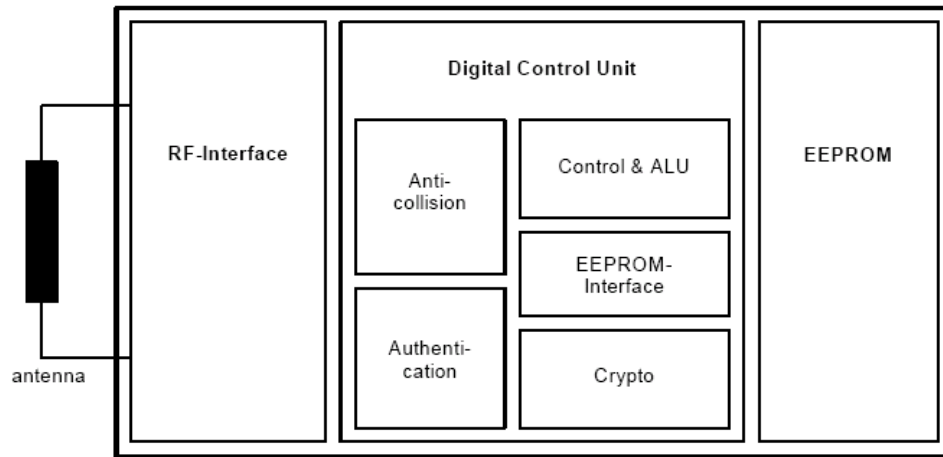 Digital Control Unit
RF-Interface
EEPROM
Anti-
collision
Control & ALU
EEPROM-
Interface
Authenti-
cation
Crypto
antenna